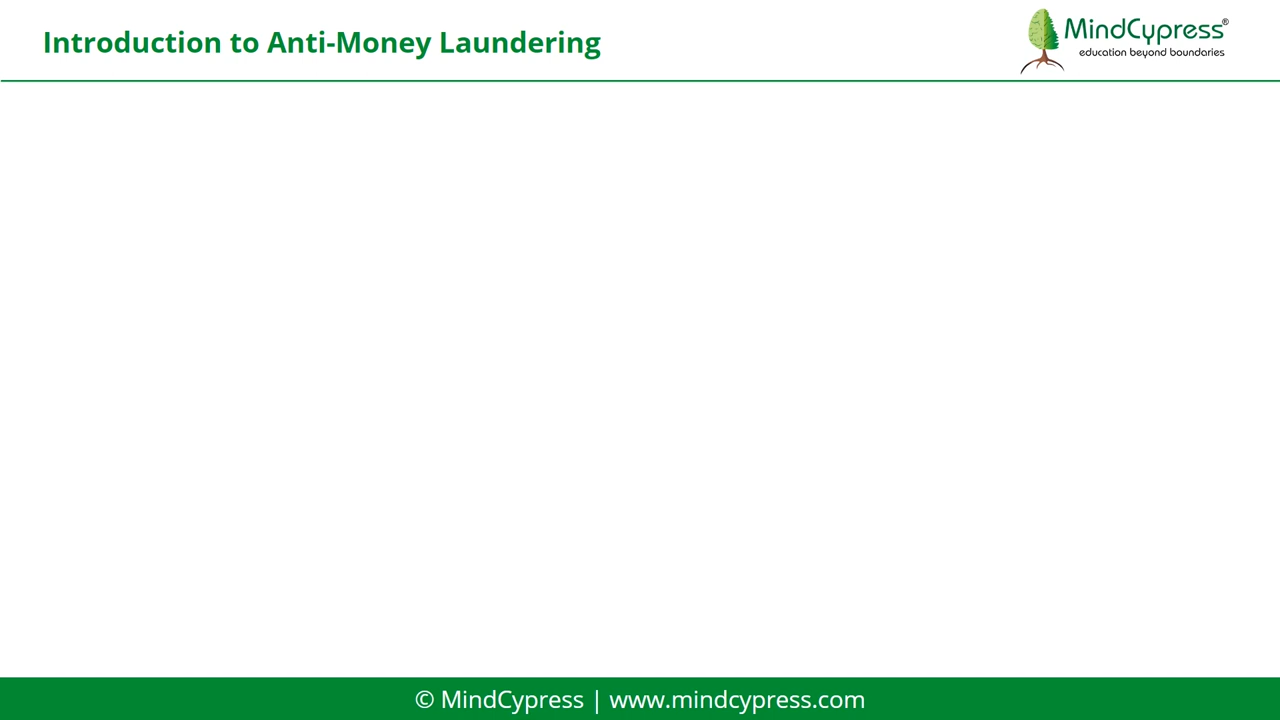 Introduction to Anti-Money Laundering
MindCypress®
education beyond boundaries
© MindCypress | www.mindcypress.com